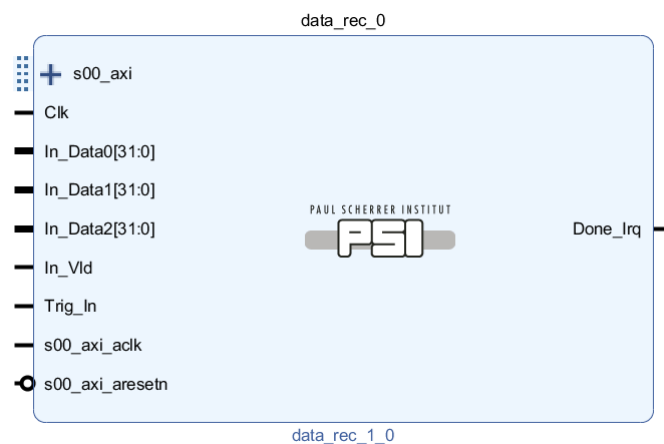 data_rec_0
s00_axi
Clk
In_Data0[31:0]
In_Data1[31:0]
In_Data2[31:0]
In_Vld
Trig_In
s00_axi_aclk
s00_axi_aresetn
PAUL SCHERRER INSTITUT
PSI
Done_Irq
data_rec_1_0